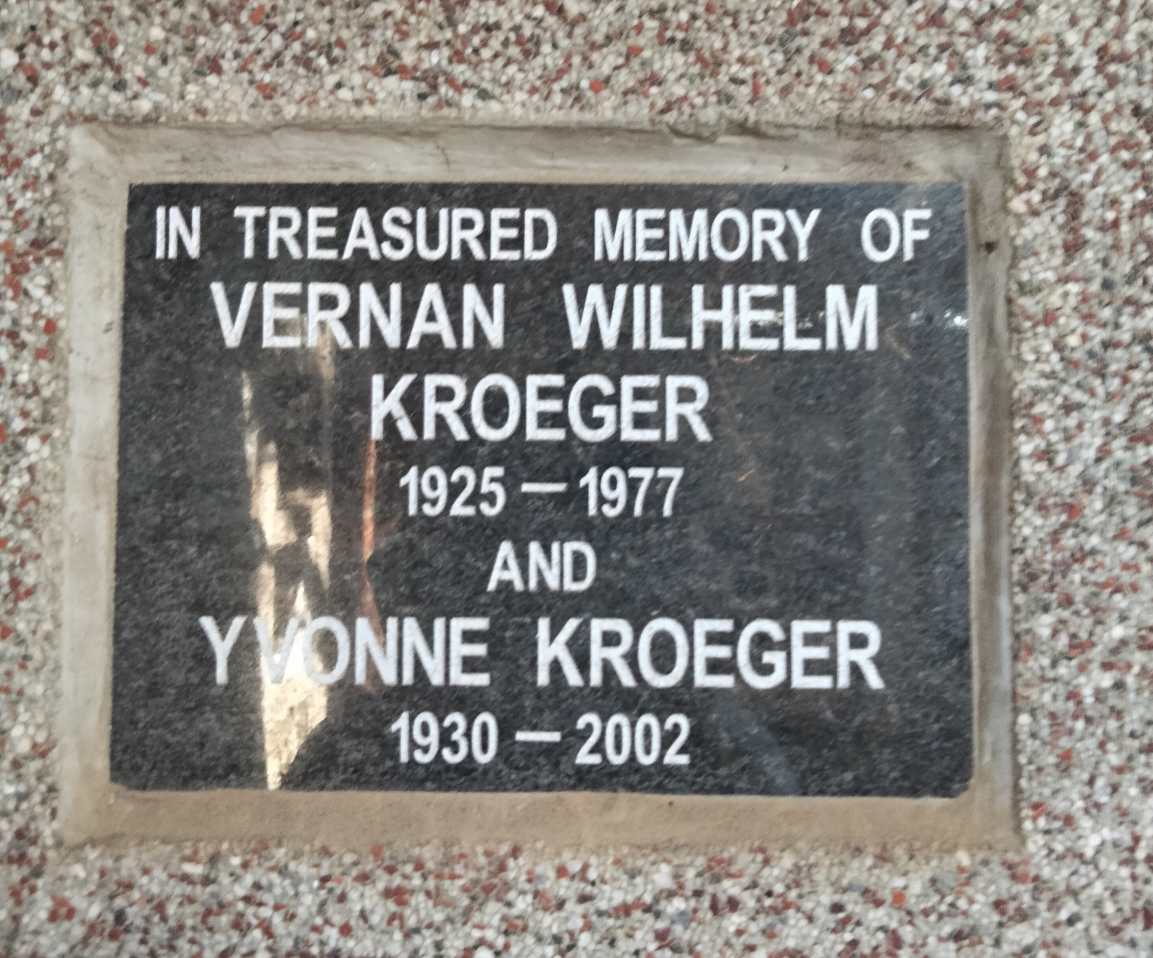 IN TREASURED MEMORY OF
VERNAN WILHELM
KROEGER
1925 – 1977
AND
YVONNE KROEGER
1930 – 2002